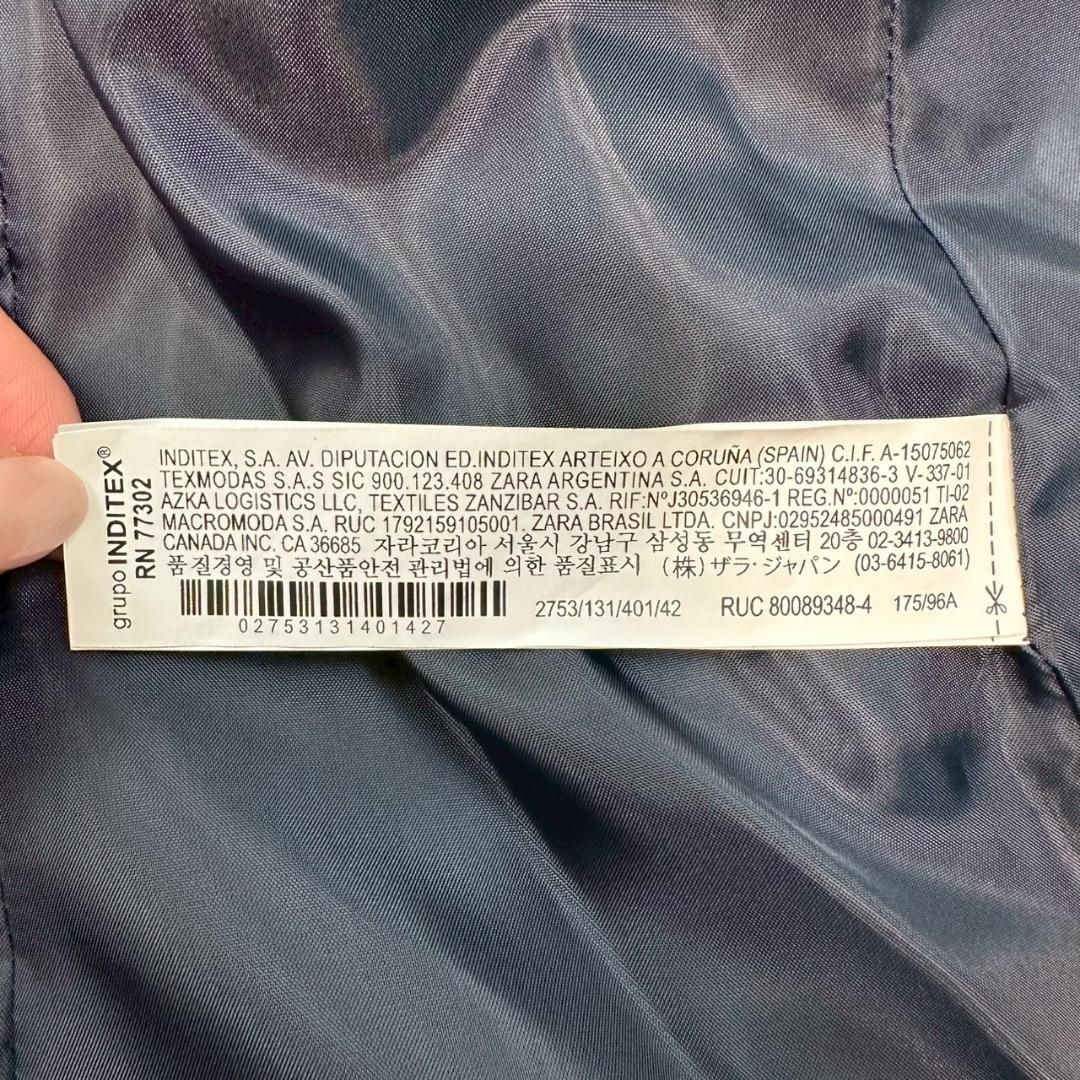 grupo INDITEX®
RN 77302
INDITEX, S.A. AV. DIPUTACION ED.INDITEX ARTEIXO A CORUÑA (SPAIN) C.I.F. A-15075062
TEXMODAS S.A.S SIC 900.123.408 ZARA ARGENTINA S.A. CUIT:30-69314836-3 V-337-01
AZKA LOGISTICS LLC, TEXTILES ZANZIBAR S.A. RIF:NºJ30536946-1 REG.Nº:0000051 TI-02
MACROMODA S.A. RUC 1792159105001. ZARA BRASIL LTDA. CNPJ:02952485000491 ZARA
CANADA INC. CA 36685 자라코리아 서울시 강남구 삼성동 무역센터 20층 02-3413-9800
품질경영 및 공산품안전 관리법에 의한 품질표시 (株)ザラ·ジャパン (03-6415-8061)
02753131401427
2753/131/401/42 RUC 80089348-4 175/96A